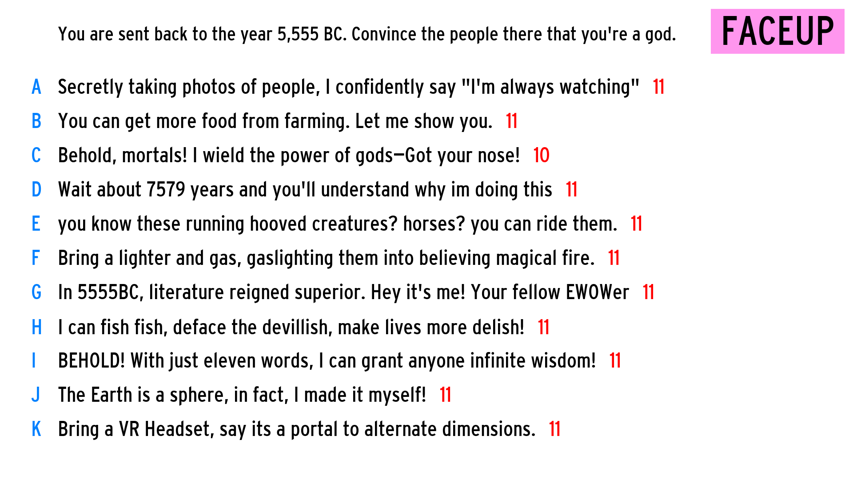 You are sent back to the year 5,555 BC. Convince the people there that you're a god.
FACEUP
A Secretly taking photos of people, I confidently say "I'm always watching" 11
B You can get more food from farming. Let me show you. 11
C Behold, mortals! I wield the power of gods—Got your nose! 10
D Wait about 7579 years and you'll understand why im doing this 11
E you know these running hooved creatures? horses? you can ride them. 11
F Bring a lighter and gas, gaslighting them into believing magical fire. 11
G In 5555BC, literature reigned superior. Hey it's me! Your fellow EWOWer 11
H I can fish fish, deface the devillish, make lives more delish! 11
I BEHOLD! With just eleven words, I can grant anyone infinite wisdom! 11
J The Earth is a sphere, in fact, I made it myself! 11
K Bring a VR Headset, say its a portal to alternate dimensions. 11